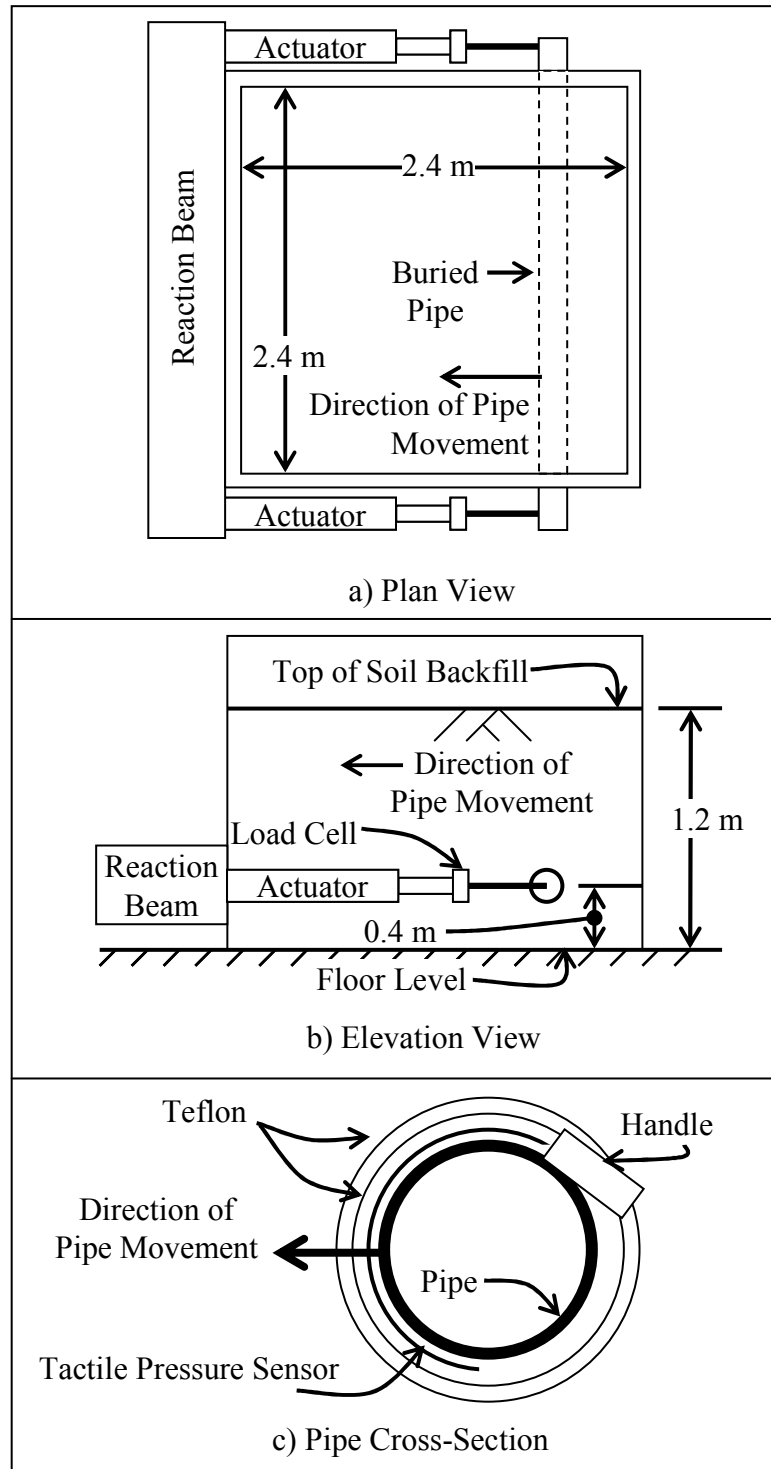 Actuator
Reaction Beam
2.4 m
Buried
Pipe
2.4 m
Direction of Pipe
Movement
Actuator
a) Plan View
Top of Soil Backfill
Direction of
Pipe Movement
1.2 m
Load Cell
Reaction
Beam
Actuator
0.4 m
Floor Level
b) Elevation View
Teflon
Handle
Direction of
Pipe Movement
Pipe
Tactile Pressure Sensor
c) Pipe Cross-Section